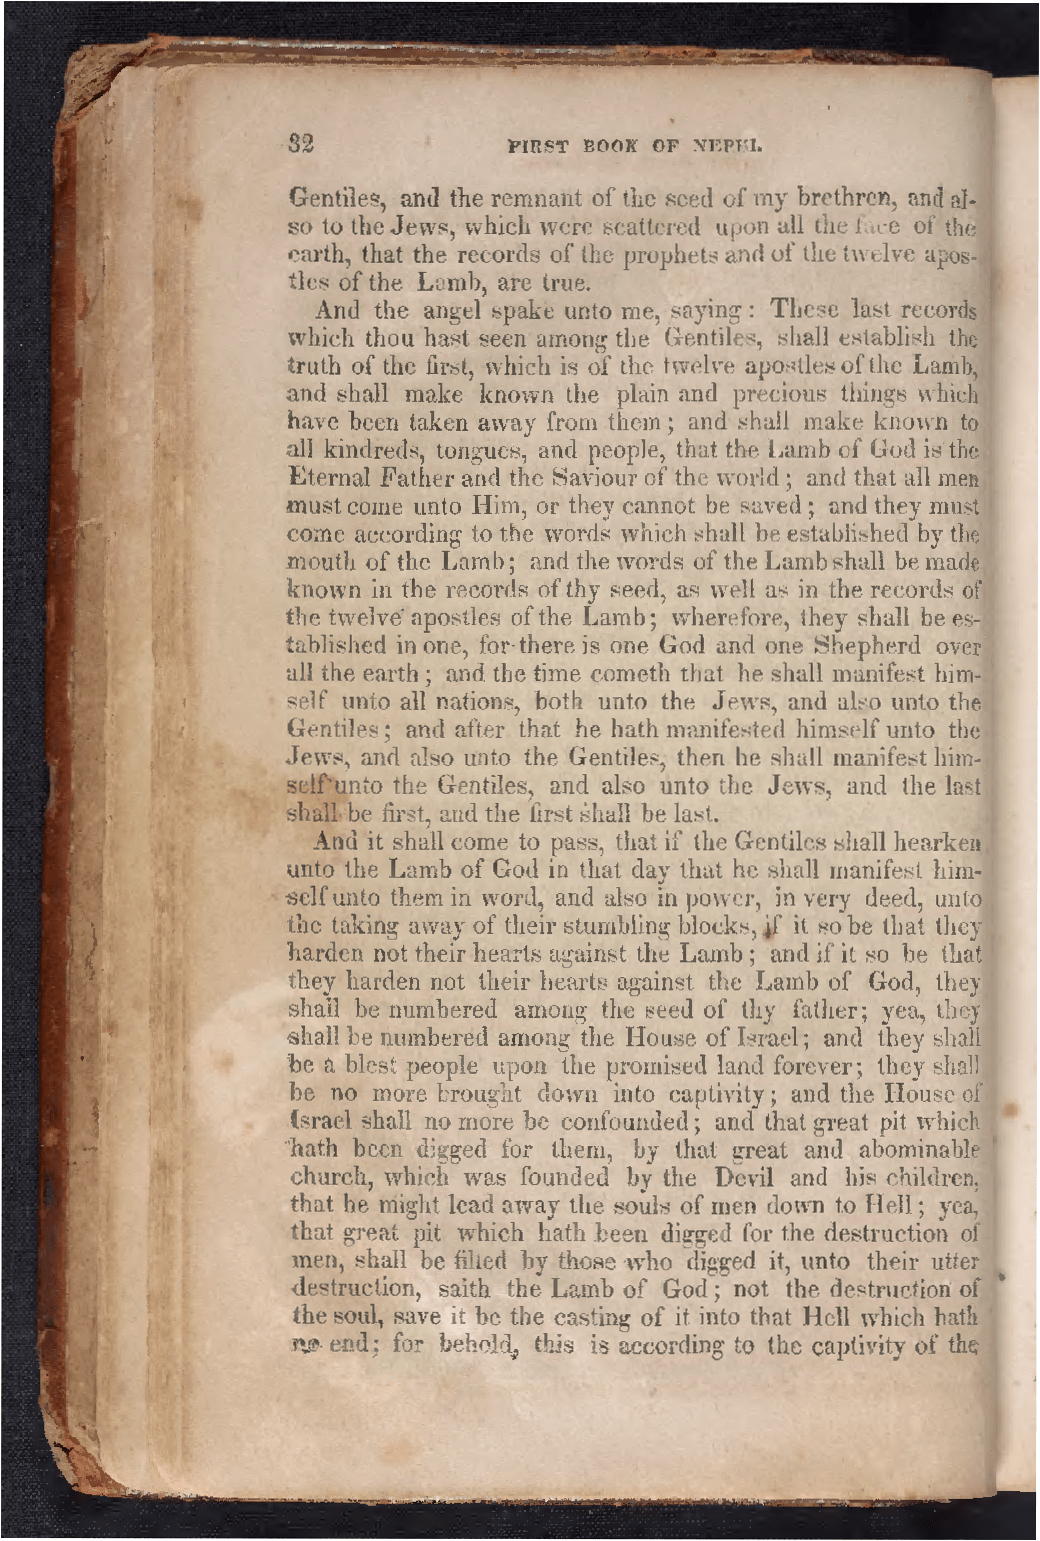 32 FIRST BOOK OF NEPHI.
Gentiles, and the remnant of the seed of my brethren, and al-
so to the Jews, which were scattered upon all the face of the
earth, that the records of the prophets and of the twelve apos-
tles of the Lamb, are true.
And the angel spake unto me, saying: These last records
which thou hast seen among the Gentiles, shall establish the
truth of the first, which is of the twelve apostles of the Lamb,
and shall make known the plain and precious things which
have been taken away from them; and shall make known to
all kindreds, tongues, and people, that the Lamb of God is the
Eternal Father and the Saviour of the world; and that all men
must come unto Him, or they cannot be saved; and they must
come according to the words which shall be established by the
mouth of the Lamb; and the words of the Lamb shall be made
known in the records of thy seed, as well as in the records of
the twelve apostles of the Lamb; wherefore, they shall be es-
tablished in one, for there is one God and one Shepherd over
all the earth; and the time cometh that he shall manifest him-
self unto all nations, both unto the Jews, and also unto the
Gentiles; and after that he hath manifested himself unto the
Jews, and also unto the Gentiles, then he shall manifest him-
self unto the Gentiles, and also unto the Jews, and the last
shall be first, and the first shall be last.
And it shall come to pass, that if the Gentiles shall hearken
unto the Lamb of God in that day that he shall manifest him-
self unto them in word, and also in power, in very deed, unto
the taking away of their stumbling blocks, if it so be that they
harden not their hearts against the Lamb; and if it so be that
they harden not their hearts against the Lamb of God, they
shall be numbered among the seed of thy father; yea, they
shall be numbered among the House of Israel; and they shall
be a blest people upon the promised land forever; they shall
be no more brought down into captivity; and the House of
Israel shall no more be confounded; and that great pit which
hath been digged for them, by that great and abominable
church, which was founded by the Devil and his children,
that he might lead away the souls of men down to Hell; yea,
that great pit which hath been digged for the destruction of
men, shall be filled by those who digged it, unto their utter
destruction, saith the Lamb of God; not the destruction of
the soul, save it be the casting of it into that Hell which hath
no end; for behold, this is according to the captivity of the